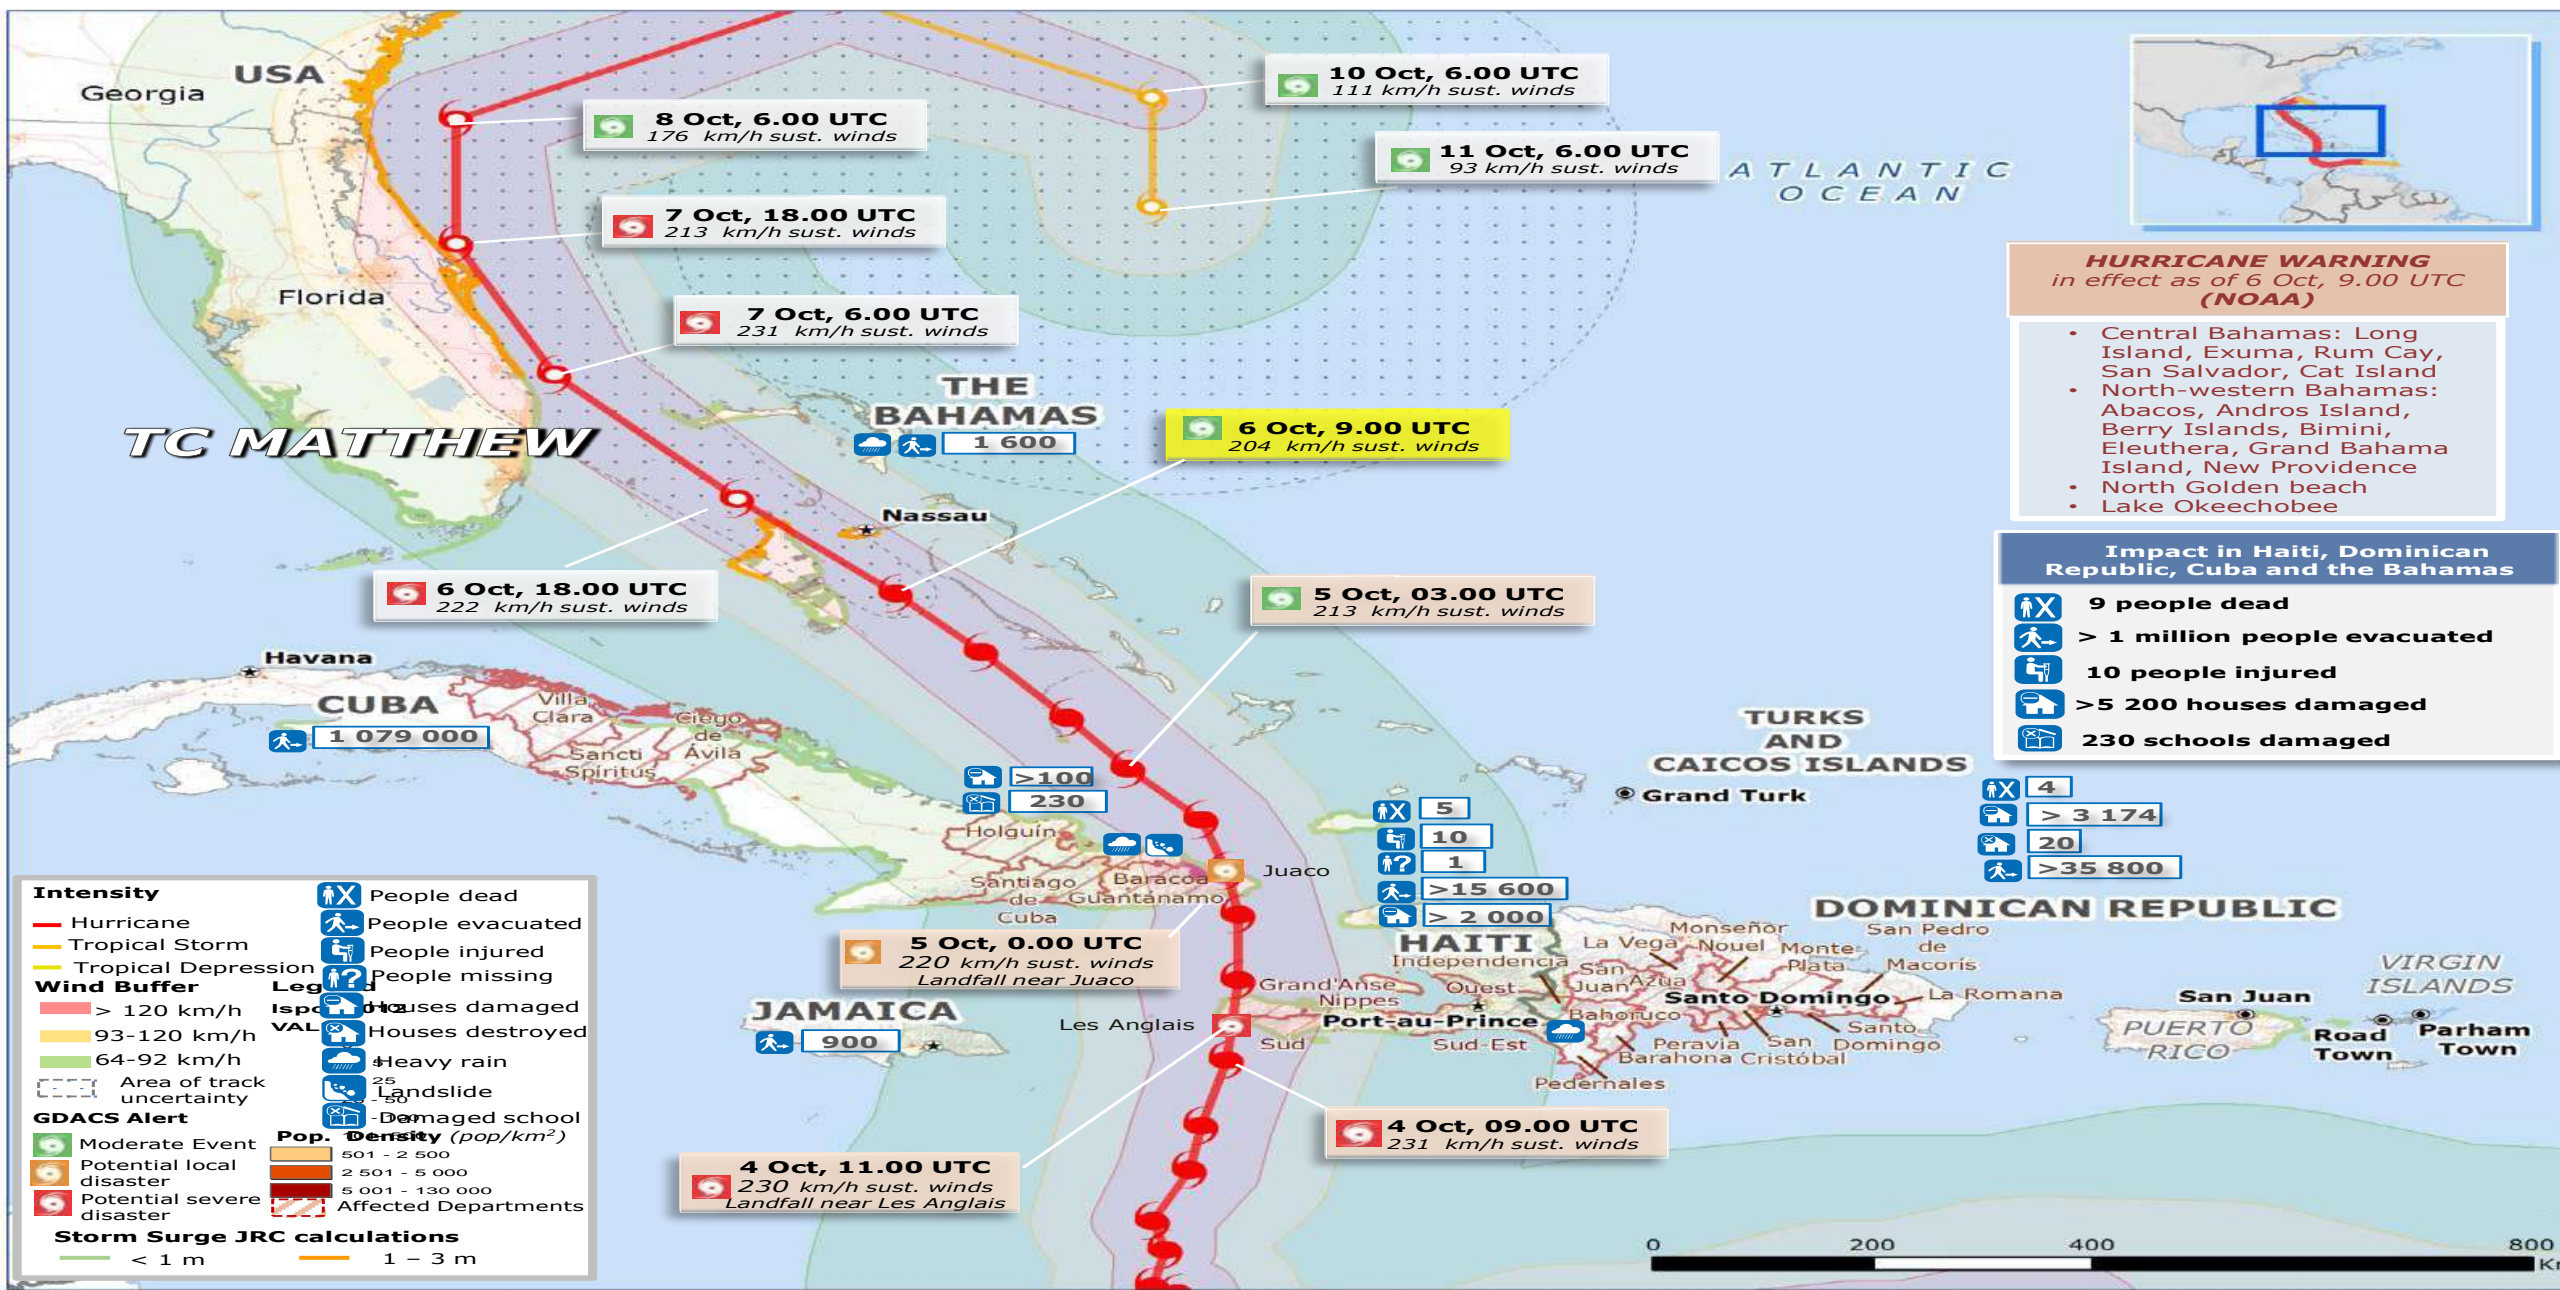 USA
Georgia
10 Oct, 6.00 UTC
111 km/h sust. winds
8 Oct, 6.00 UTC
176 km/h sust. winds
11 Oct, 6.00 UTC
93 km/h sust. winds
ATLANTIC
OCEAN
7 Oct, 18.00 UTC
213 km/h sust. winds
Florida
7 Oct, 6.00 UTC
231 km/h sust. winds
HURRICANE WARNING
in effect as of 6 Oct, 9.00 UTC
(NOAA)
• Central Bahamas: Long
Island, Exuma, Rum Cay,
San Salvador, Cat Island
• North-western Bahamas:
Abacos, Andros Island,
Berry Islands, Bimini,
Eleuthera, Grand Bahama
Island, New Providence
• North Golden beach
• Lake Okeechobee
THE
BAHAMAS
1 600
TC MATTHEW
6 Oct, 9.00 UTC
204 km/h sust. winds
Nassau
6 Oct, 18.00 UTC
222 km/h sust. winds
5 Oct, 03.00 UTC
213 km/h sust. winds
Impact in Haiti, Dominican
Republic, Cuba and the Bahamas
9 people dead
> 1 million people evacuated
10 people injured
>5 200 houses damaged
230 schools damaged
Havana
CUBA
1 079 000
Villa
Clara
Sancti
Spíritus
Ciego
de
Ávila
>100
230
Holguín
Santiago
de
Cuba
Baracoa
Guantánamo
Juaco
TURKS
AND
CAICOS ISLANDS
Grand Turk
5
10
1
>15 600
> 2 000
4
> 3 174
20
>35 800
HAITI
DOMINICAN REPUBLIC
5 Oct, 0.00 UTC
220 km/h sust. winds
Landfall near Juaco
JAMAICA
900
Les Anglais
Grand'Anse
Nippes
Sud
Ouest
Port-au-Prince
Sud-Est
Independencia
La Vega
Monseñor
Nouel
Monte
Plata
San Pedro
de
Macorís
San
Juan
Azua
Santo Domingo
La Romana
Bahoruco
Peravia
San
Cristóbal
Santo
Domingo
Barahona
Pedernales
VIRGIN
ISLANDS
San Juan
PUERTO
RICO
Road
Town
Parham
Town
4 Oct, 09.00 UTC
231 km/h sust. winds
4 Oct, 11.00 UTC
230 km/h sust. winds
Landfall near Les Anglais
Intensity
Hurricane
Tropical Storm
Tropical Depression
Wind Buffer
> 120 km/h
93-120 km/h
64-92 km/h
Area of track
uncertainty
GDACS Alert
Moderate Event
Potential local
disaster
Potential severe
disaster
People dead
People evacuated
People injured
People missing
Houses damaged
Houses destroyed
Heavy rain
Landslide
Damaged school
VAL
25
- 50
Pop. Density (pop/km²)
501 - 2 500
2 501 - 5 000
5 001 - 130 000
Affected Departments
Storm Surge JRC calculations
< 1 m
1 – 3 m
0 200 400 800